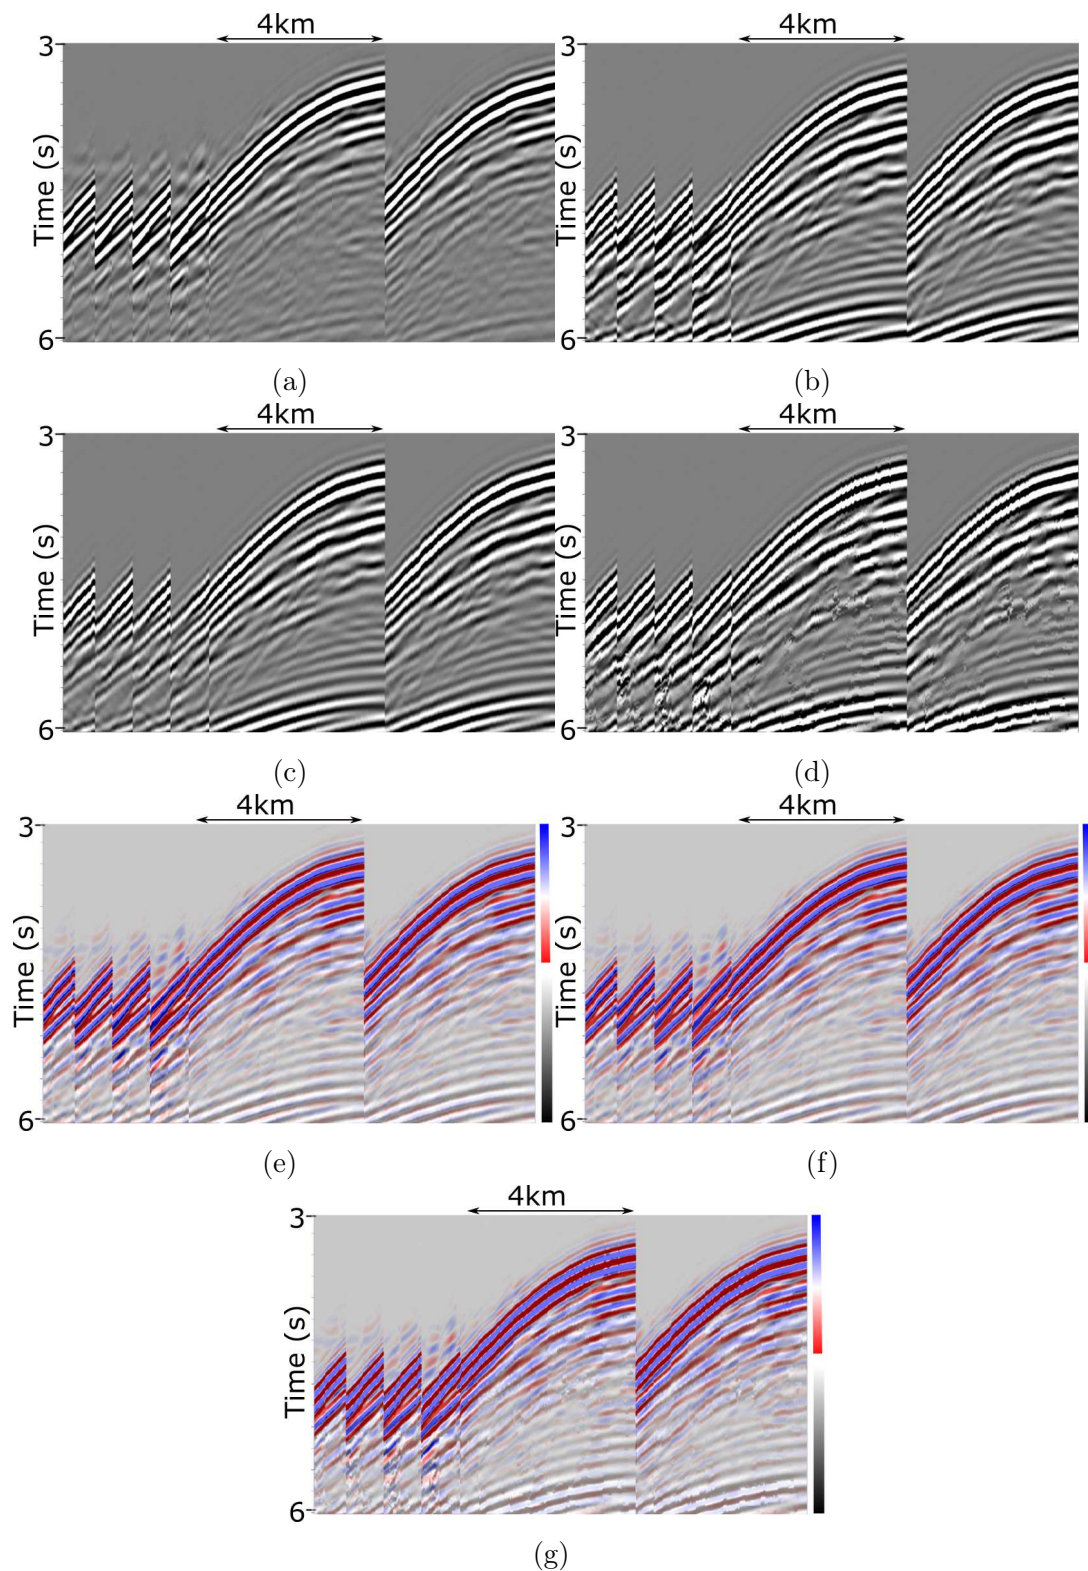 4km 4km
3 3
Time (s) Time (s)
6 6
(a) (b)
4km 4km
3 3
Time (s) Time (s)
6 6
(c) (d)
4km 4km
3 3
Time (s) Time (s)
6 6
(e) (f)
4km
3
Time (s)
6
(g)